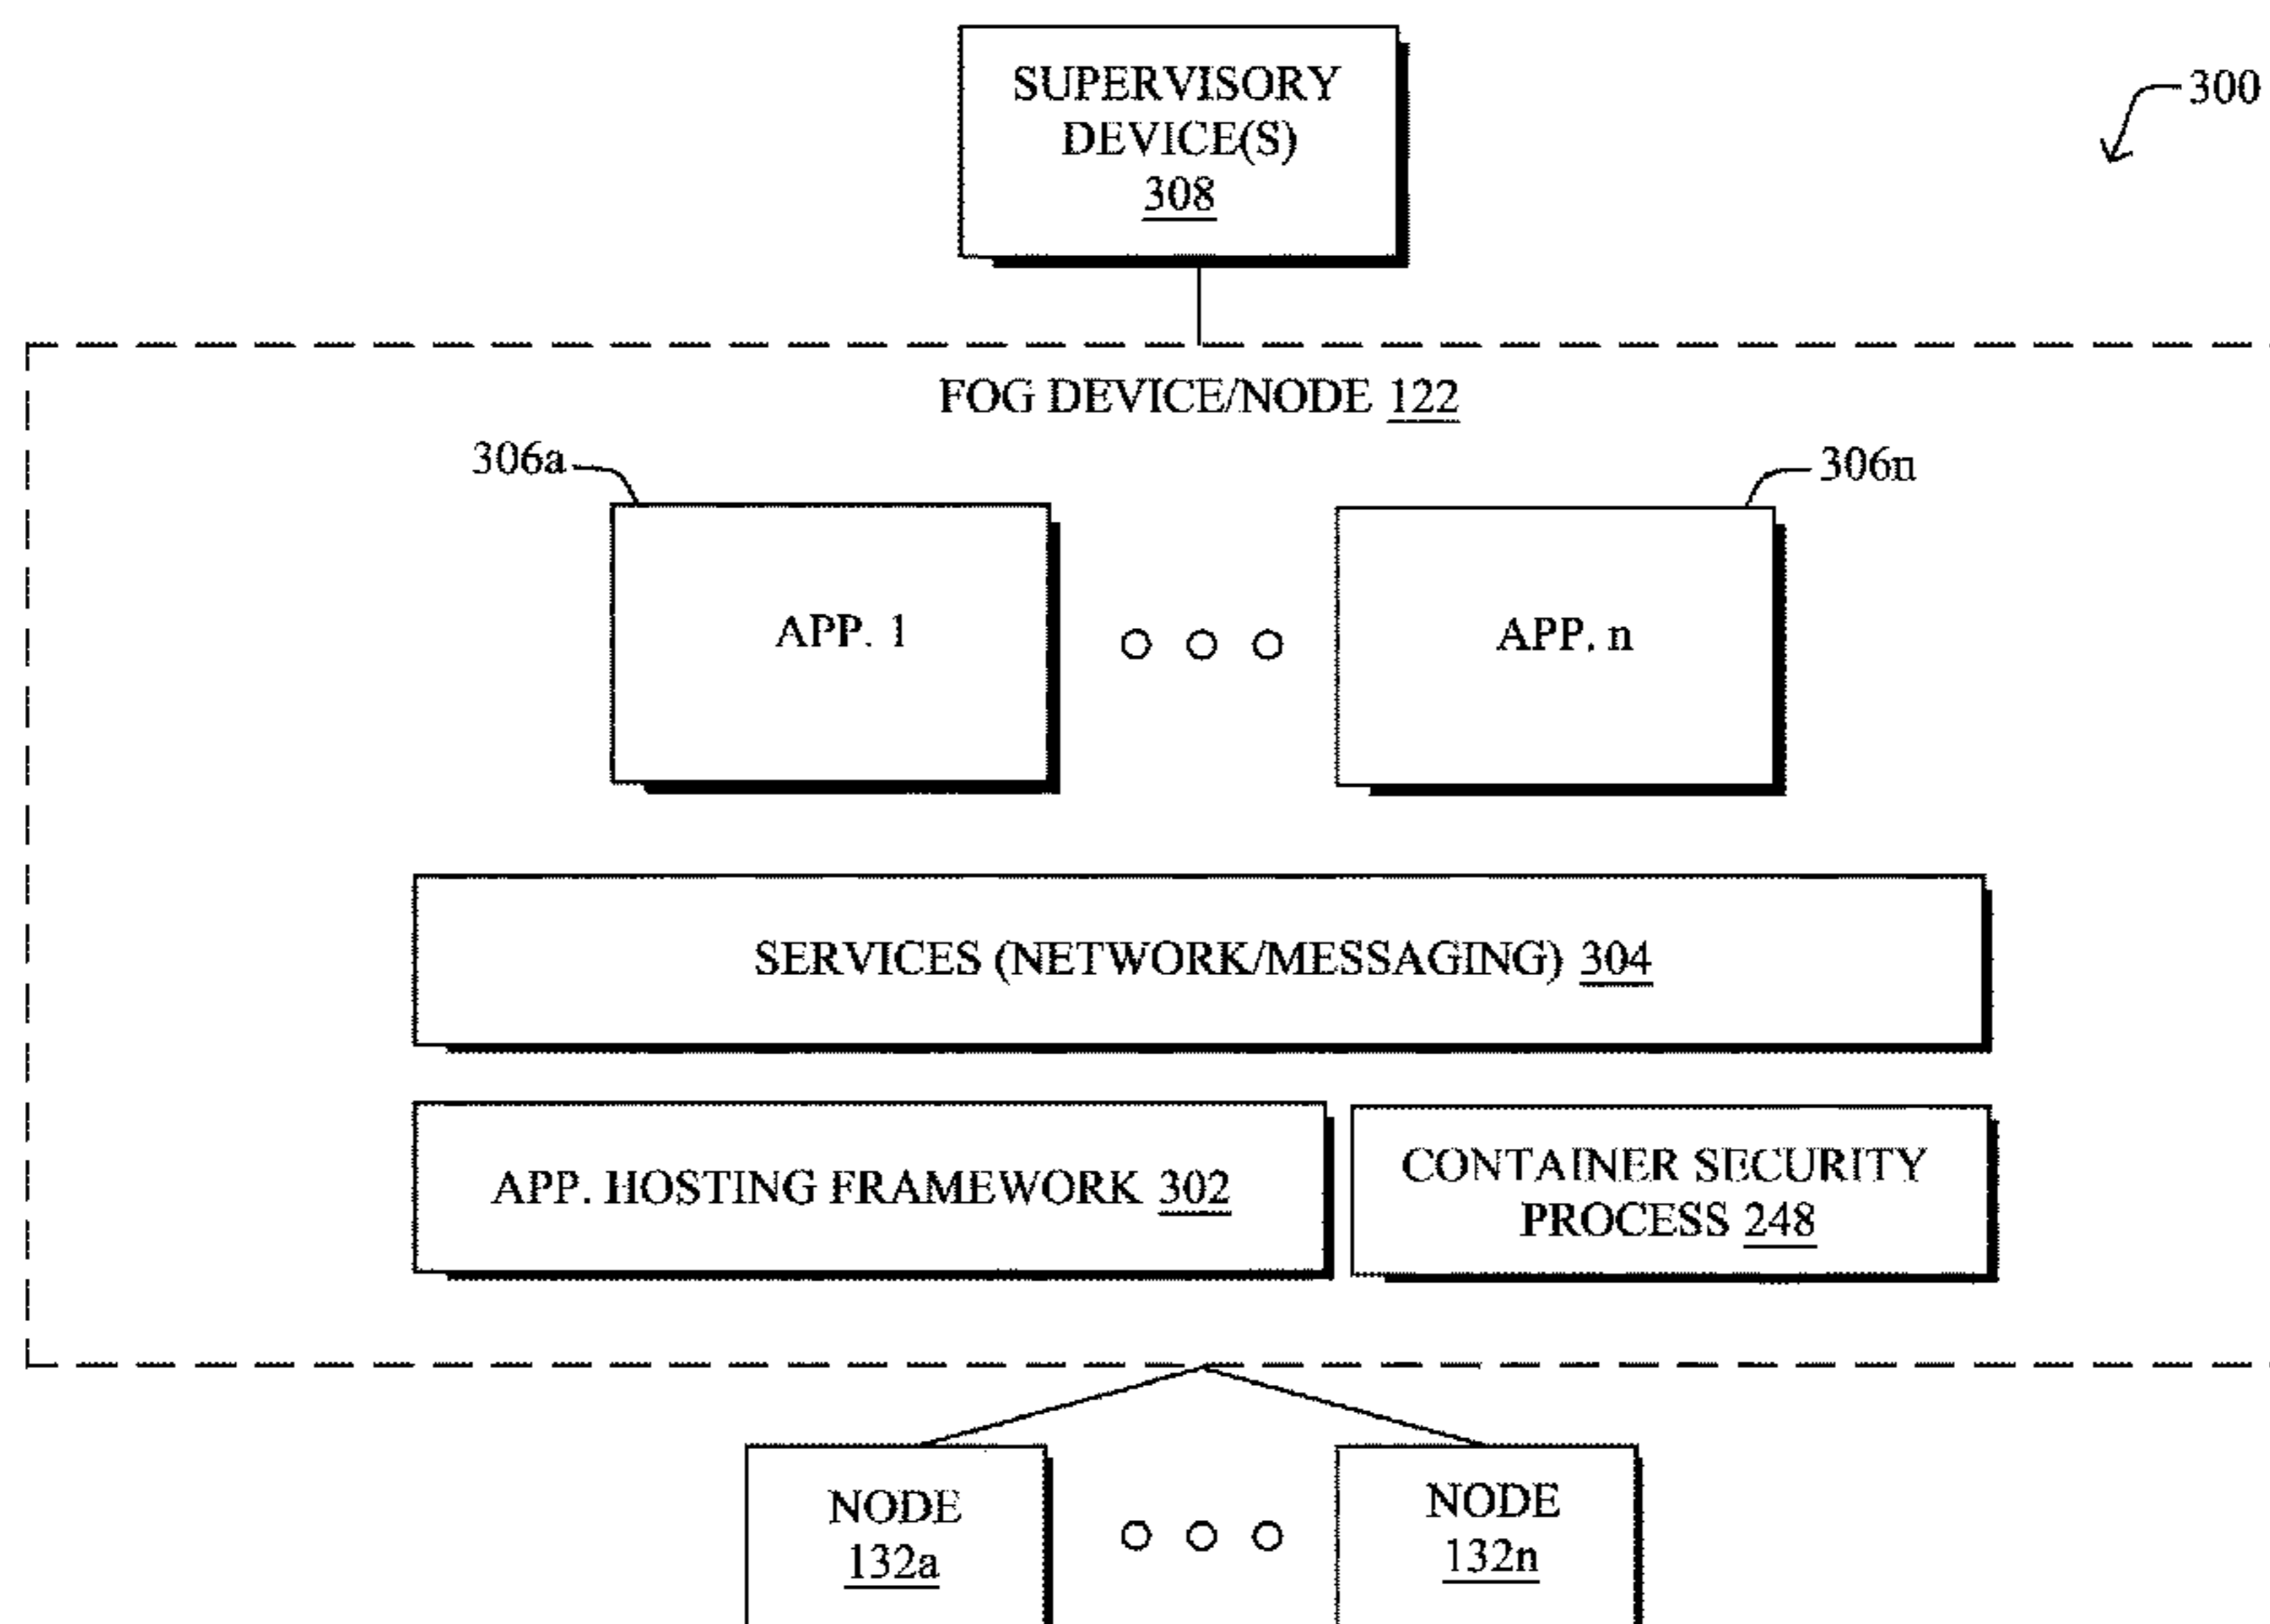 SUPERVISORY
DEVICE(S)
308
300
FOG DEVICE/NODE 122
306a
306n
APP. 1
APP. n
SERVICES (NETWORK/MESSAGING) 304
APP. HOSTING FRAMEWORK 302
CONTAINER SECURITY
PROCESS 248
NODE
132a
NODE
132n